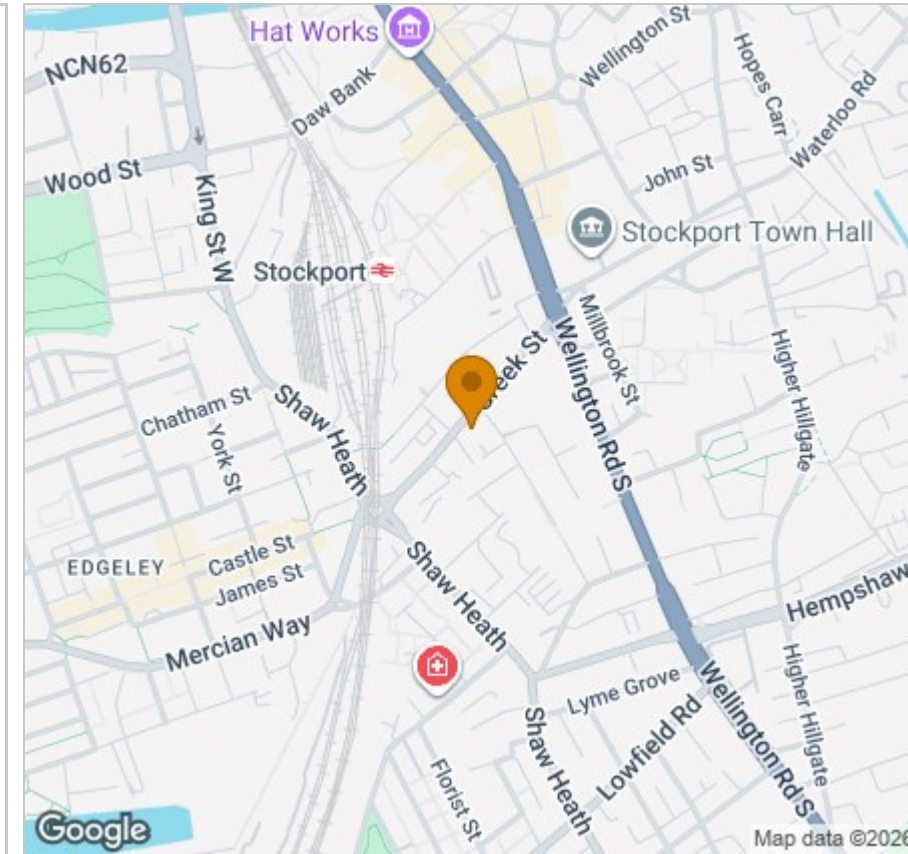 Hat Works
Wellington St
NCN62
Daw Bank
Hopes Carr
Waterloo Rd
Wood St
John St
King St W
Stockport Town Hall
Stockport
Millbrook St
Greek St
Wellington Rd S
Higher Hillgate
Chatham St
Shaw Heath
York St
Castle St
EDGELEY
James St
Shaw Heath
Hempshaw
Mercian Way
Lyme Grove
Higher Hillgate
Wellington Rd S
Lowfield Rd
Shaw Heath
Florist St
Google
Map data ©2026